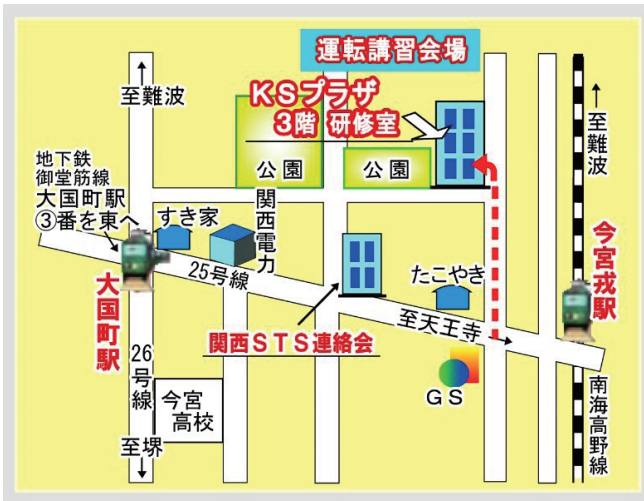 運転講習会場
KSプラザ
3階 研修室
至難波
公園
公園
至難波
地下鉄
御堂筋線
大国町駅
③番を東へ
すき家
関西電力
25号線
たこやき
今宮戎駅
大国町駅
至天王寺
関西STS連絡会
26号線
今宮
高校
GS
南海高野線
至堺